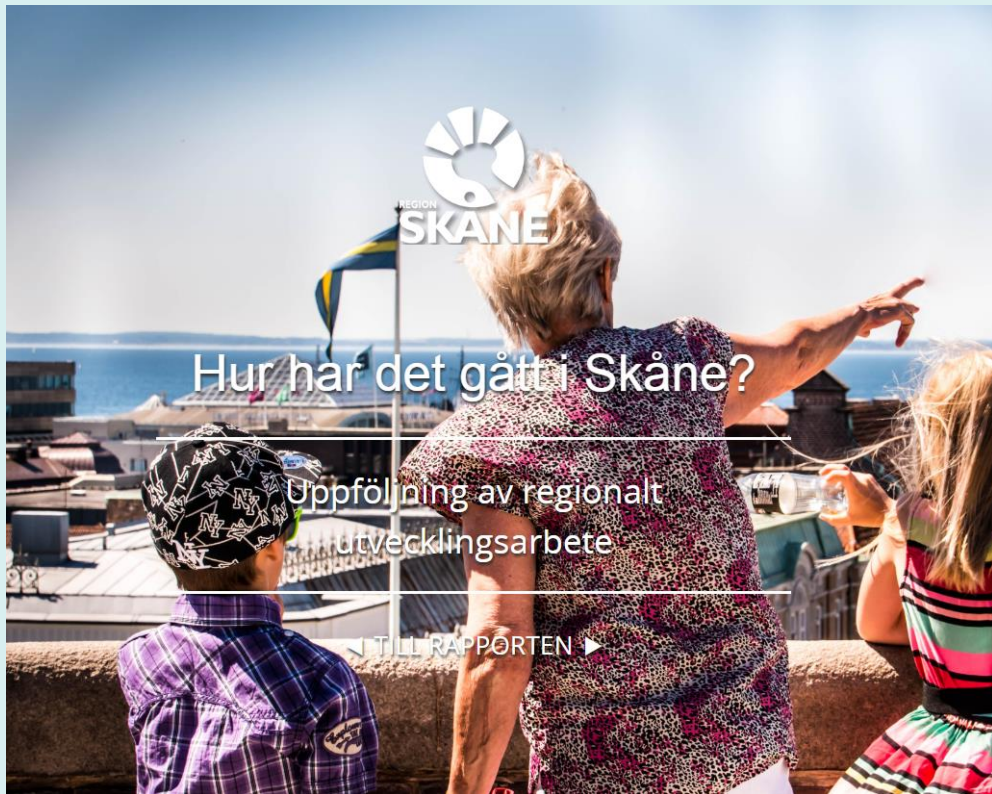 REGION
SKÅNE
Hur har det gått i Skåne?
Uppföljning av regionalt
utvecklingsarbete
◄ TILL RAPPORTEN ►